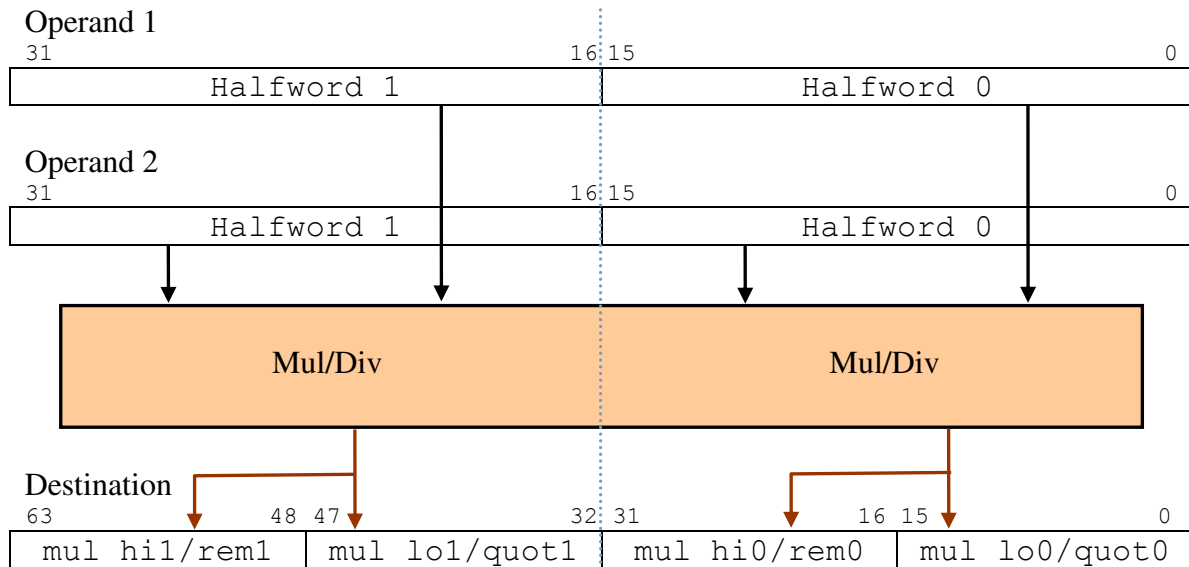 Operand 1
31 16 15 0
Halfword 1 Halfword 0
Operand 2
31 16 15 0
Halfword 1 Halfword 0
Mul/Div Mul/Div
Destination
63 48 47 32 31 16 15 0
mul hi1/rem1 mul lo1/quot1 mul hi0/rem0 mul lo0/quot0